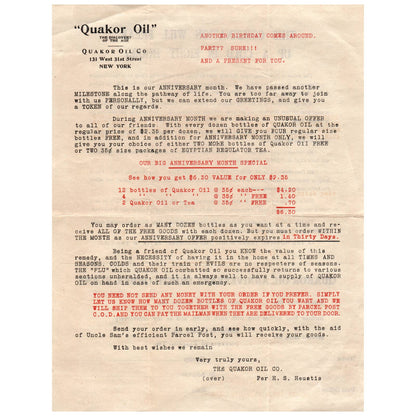 "Quakor Oil"
THE DISCOVERY
OF THE AGE
QUAKOR OIL CO
131 West 31st Street
NEW YORK
ANOTHER BIRTHDAY COMES AROUND.
PARTY? SURE!!!
AND A PRESENT FOR YOU.
This is our ANNIVERSARY month. We have passed another
MILESTONE along the pathway of life. You are too far away to join
with us PERSONALLY, but we can extend our GREETINGS, and give you
a TOKEN of our regards.
During ANNIVERSARY MONTH we are making an UNUSUAL OFFER
to all of our friends. With every dozen bottles of QUAKOR OIL at the
regular price of $2.35 per dozen, we will GIVE YOU FOUR regular size
bottles FREE, and in addition for ANNIVERSARY MONTH ONLY, we will
give you your choice of either TWO MORE bottles of QUAKOR OIL FREE
or TWO 35¢ size packages of EGYPTIAN REGULATOR TEA.
OUR BIG ANNIVERSARY MONTH SPECIAL
See how you get $6.30 VALUE FOR ONLY $2.35
12 bottles of Quakor Oil @ 35¢ each--- $4.20
4 " " " @ 35¢ " 1.40
2 Quakor Oil or Tea @ 35¢ " .70
$6.30
You may order as MANY DOZEN bottles as you want at a time and re-
ceive ALL OF THE FREE GOODS with each dozen. But you must order WITHIN
THE MONTH as our ANNIVERSARY OFFER positively expires in Thirty Days.
Being a friend of Quakor Oil you KNOW the value of this
remedy, and the NECESSITY of having it in the home at ALL TIMES AND
SEASONS. COLDS and their train of EVILS are no respecters of seasons.
THE "FLU" which QUAKOR OIL combatted so successfully returns to various
sections unheralded, and it is always well to have a supply of QUAKOR
OIL on hand in case of such an emergency.
YOU NEED NOT SEND ANY MONEY WITH YOUR ORDER IF YOU PREFER. SIMPLY
LET US KNOW HOW MANY DOZEN BOTTLES OF QUAKOR OIL YOU WANT AND WE
WILL SHIP THEM TO YOU TOGETHER WITH THE FREE GOODS BY PARCEL POST
C.O.D. AND YOU CAN PAY THE MAILMAN WHEN THEY ARE DELIVERED TO YOUR DOOR.
Send your order in early, and see how quickly, with the aid
of Uncle Sam's efficient Parcel Post, you will receive your goods.
With best wishes we remain
Very truly yours,
THE QUAKOR OIL CO.
(over) Per H. S. Heustis